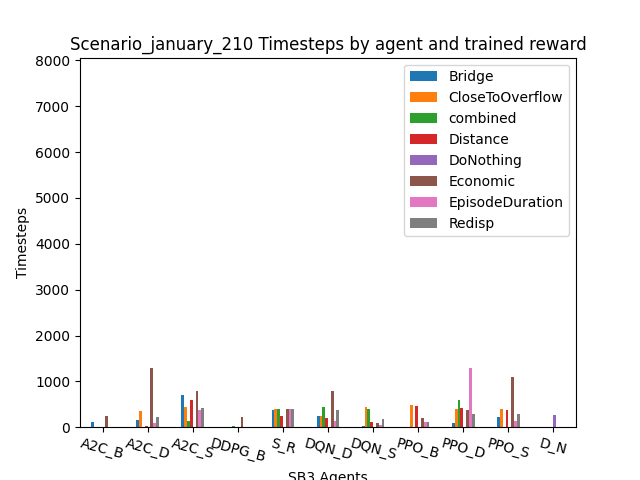 Scenario_january_210 Timesteps by agent and trained reward
8000
7000
6000
5000
4000
3000
2000
1000
0
Timesteps
Bridge
CloseToOverflow
combined
Distance
DoNothing
Economic
EpisodeDuration
Redisp
A2C_B
A2C_D
A2C_S
DDPG_B
S_R
DQN_D
DQN_S
PPO_B
PPO_D
PPO_S
D_N
SB3 Agents